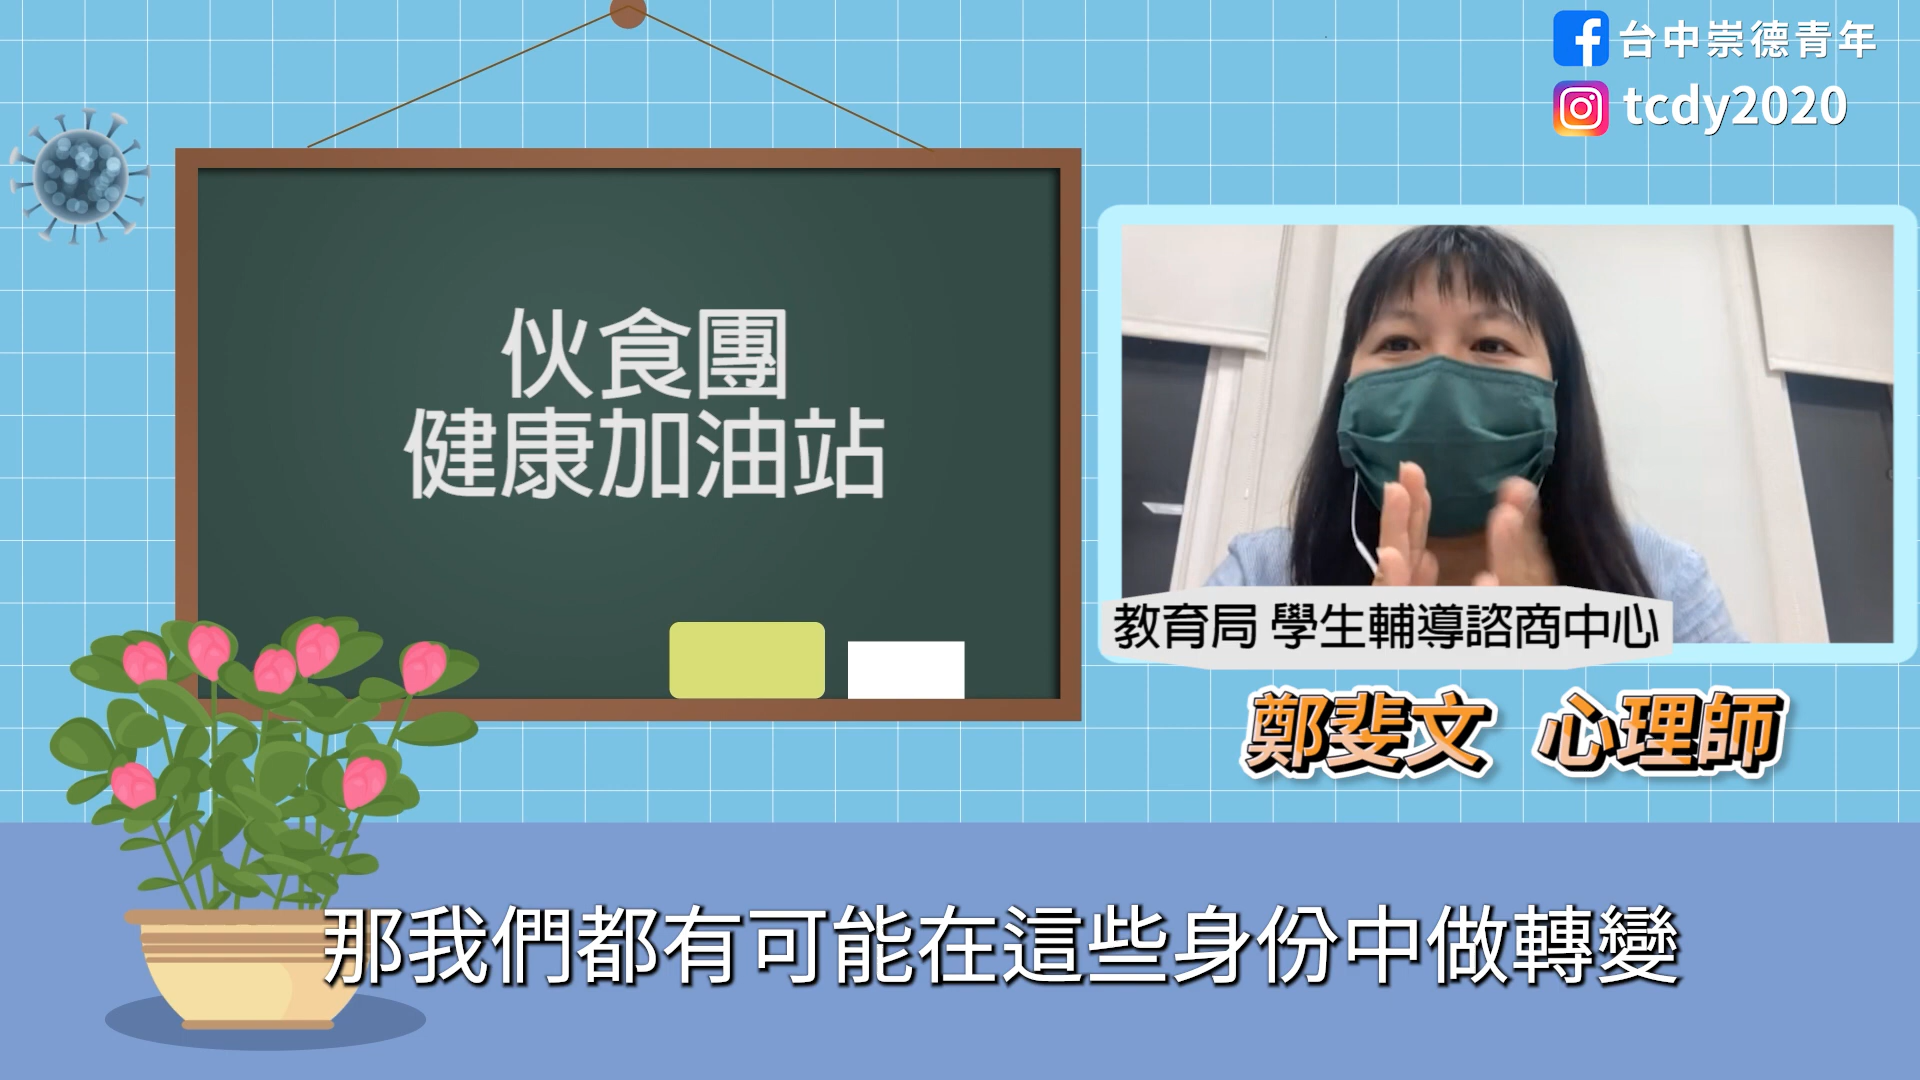 台中崇德青年
tcdy2020
伙食團
健康加油站
教育局 學生輔導諮商中心
鄭斐文 心理師
那我們都有可能在這些身份中做轉變